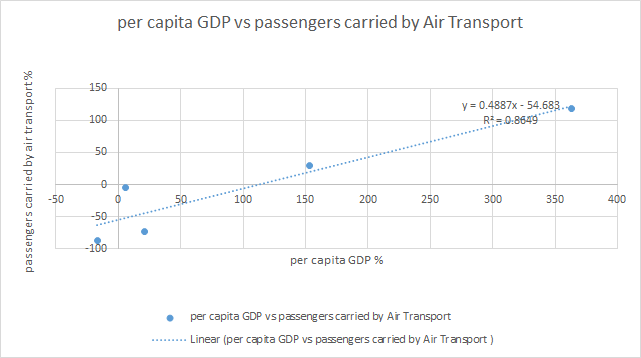 per capita GDP vs passengers carried by Air Transport
passengers carried by air transport %
150
100
50
0
-50
-100
y = 0.4887x - 54.683
R² = 0.8649
-50 0 50 100 150 200 250 300 350 400
per capita GDP %
per capita GDP vs passengers carried by Air Transport
Linear (per capita GDP vs passengers carried by Air Transport )